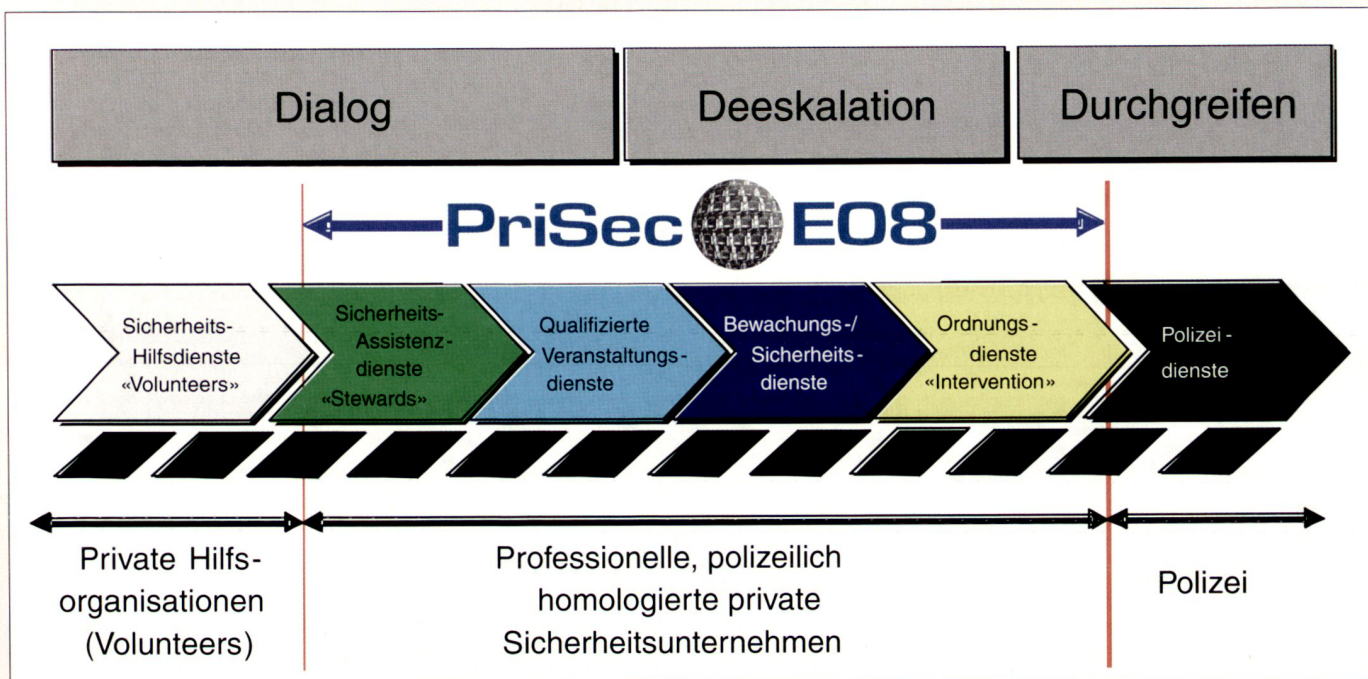 Dialog
Deeskalation
Durchgreifen
PriSec E08
Sicherheits-
Hilfsdienste
«Volunteers»
Sicherheits-
Assistenz-
dienste
«Stewards»
Qualifizierte
Veranstaltungs-
dienste
Bewachungs-/
Sicherheits-
dienste
Ordnungs-
dienste
«Intervention»
Polizei-
dienste
Private Hilfs-
organisationen
(Volunteers)
Professionelle, polizeilich
homologierte private
Sicherheitsunternehmen
Polizei